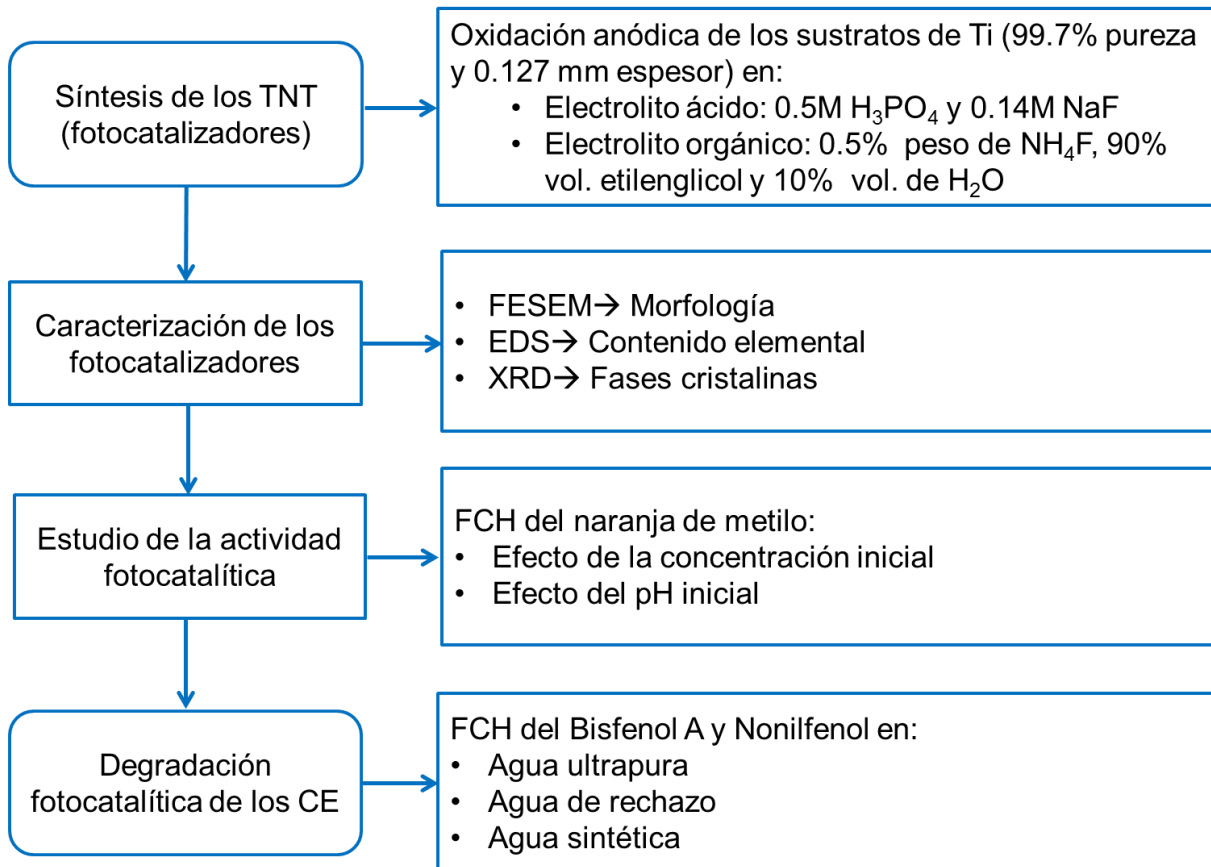 Síntesis de los TNT
(fotocatalizadores)
Oxidación anódica de los sustratos de Ti (99.7% pureza
y 0.127 mm espesor) en:
• Electrolito ácido: 0.5M H₃PO₄ y 0.14M NaF
• Electrolito orgánico: 0.5% peso de NH₄F, 90%
vol. etilenglicol y 10% vol. de H₂O
Caracterización de los
fotocatalizadores
• FESEM→ Morfología
• EDS→ Contenido elemental
• XRD→ Fases cristalinas
Estudio de la actividad
fotocatalítica
FCH del naranja de metilo:
• Efecto de la concentración inicial
• Efecto del pH inicial
Degradación
fotocatalítica de los CE
FCH del Bisfenol A y Nonilfenol en:
• Agua ultrapura
• Agua de rechazo
• Agua sintética